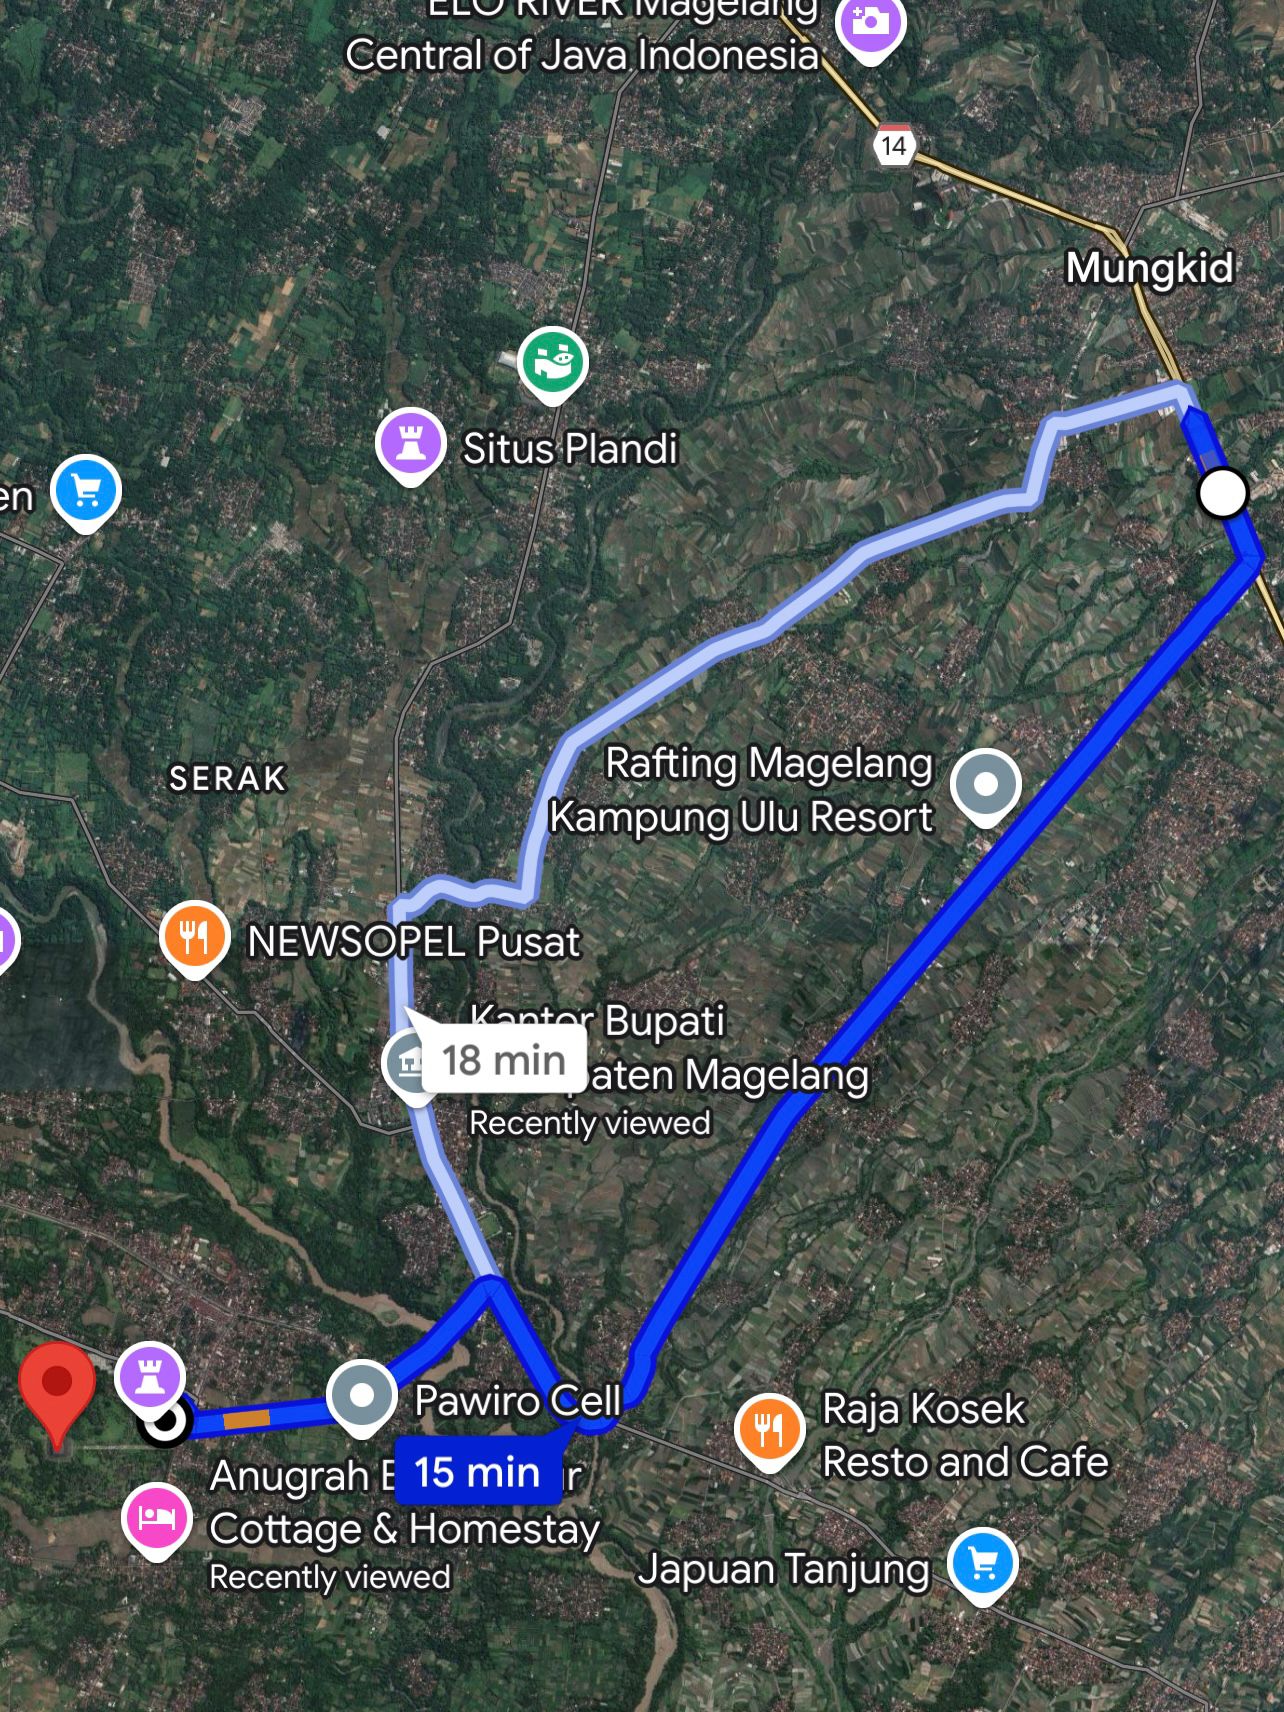 ELO RIVER Magelang
Central of Java Indonesia
14
Mungkid
Situs Plandi
en
Rafting Magelang
Kampung Ulu Resort
SERAK
NEWSOPEL Pusat
Kantor Bupati
18 min
paten Magelang
Recently viewed
Pawiro Cell
15 min
Raja Kosek
Resto and Cafe
Anugrah B
r
Cottage & Homestay
Recently viewed
Japuan Tanjung